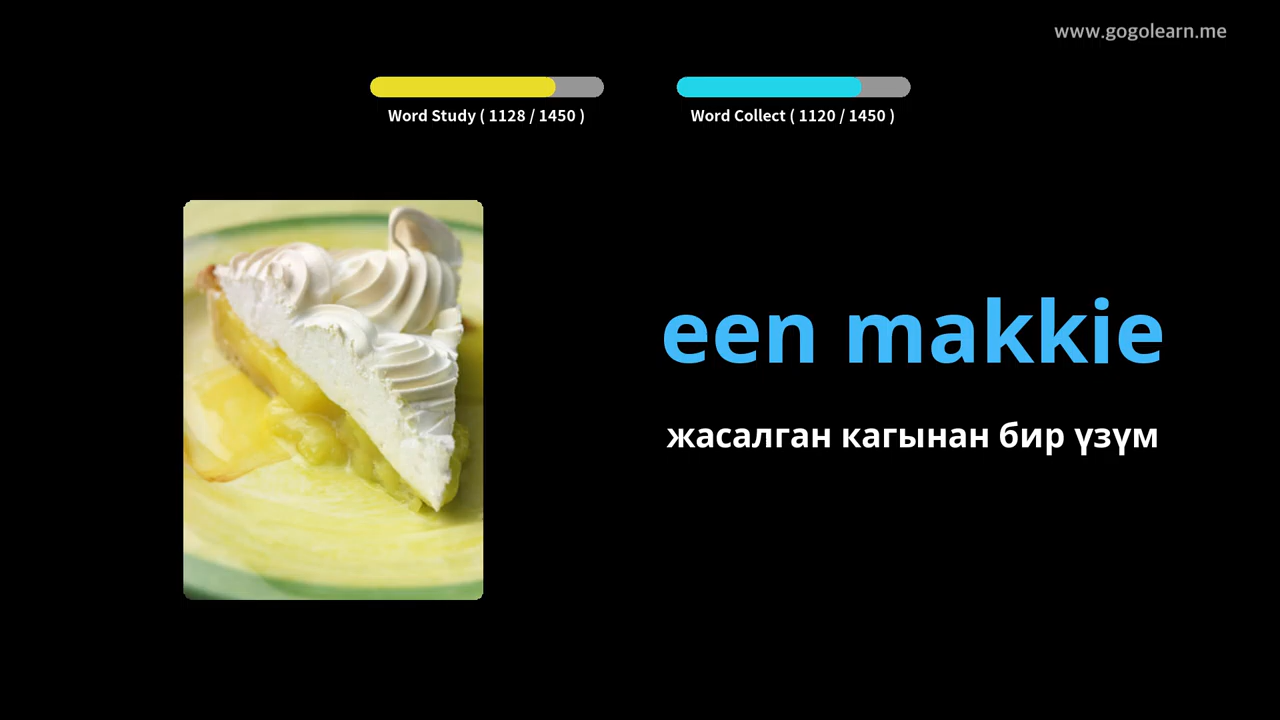 www.gogolearn.me
Word Study ( 1128 / 1450 )
Word Collect ( 1120 / 1450 )
een makkie
жасалган кагынан бир үзүм